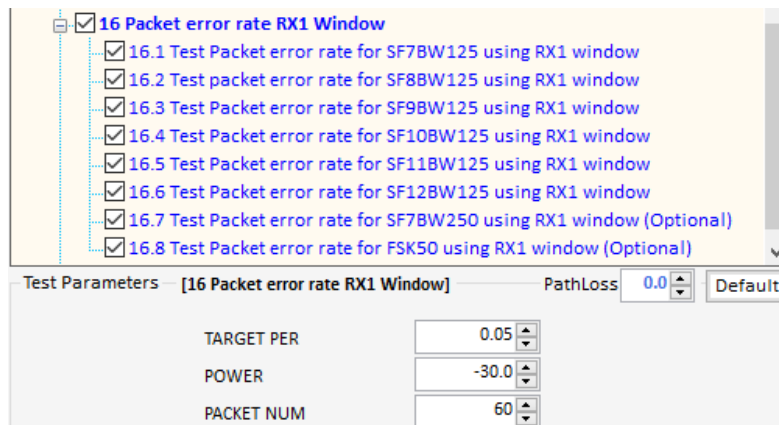 16 Packet error rate RX1 Window
16.1 Test Packet error rate for SF7BW125 using RX1 window
16.2 Test packet error rate for SF8BW125 using RX1 window
16.3 Test Packet error rate for SF9BW125 using RX1 window
16.4 Test Packet error rate for SF10BW125 using RX1 window
16.5 Test Packet error rate for SF11BW125 using RX1 window
16.6 Test Packet error rate for SF12BW125 using RX1 window
16.7 Test Packet error rate for SF7BW250 using RX1 window (Optional)
16.8 Test Packet error rate for FSK50 using RX1 window (Optional)
Test Parameters [16 Packet error rate RX1 Window] PathLoss 0.0 Default
TARGET PER 0.05
POWER -30.0
PACKET NUM 60